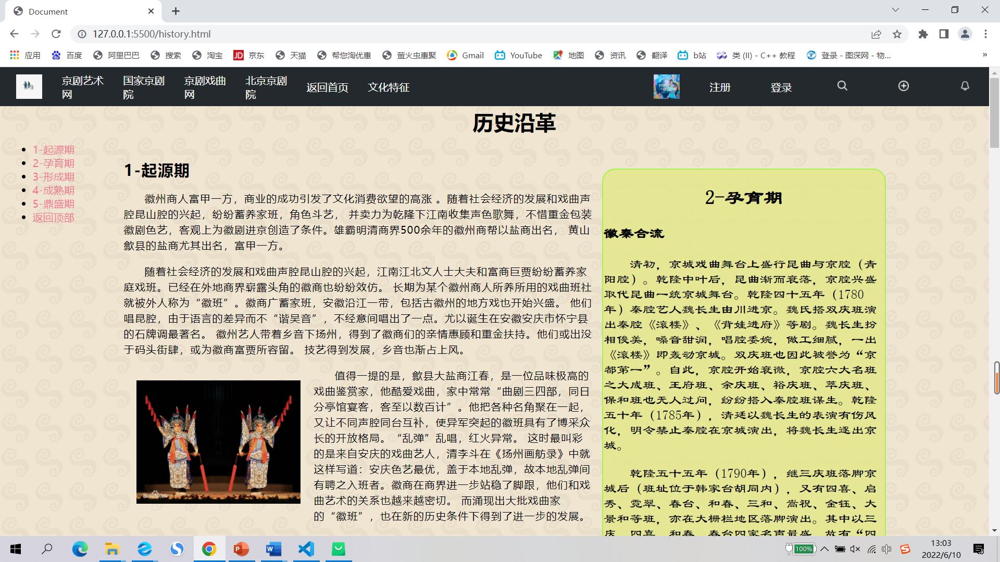 Document
127.0.0.1:5500/history.html
应用
百度
阿里巴巴
搜索
淘宝
京东
天猫
帮您淘优惠
萤火虫惠聚
Gmail
YouTube
地图
资讯
翻译
b站
类 (II) - C++ 教程
登录 - 图深网 - 物...
»
京剧艺术网
国家京剧院
京剧戏曲网
北京京剧院
返回首页
文化特征
注册
登录
历史沿革
1-起源期
2-孕育期
3-形成期
4-成熟期
5-鼎盛期
返回顶部
1-起源期
徽州商人富甲一方，商业的成功引发了文化消费欲望的高涨 。随着社会经济的发展和戏曲声
腔昆山腔的兴起，纷纷蓄养家班，角色斗艺， 并卖力为乾隆下江南收集声色歌舞，不惜重金包装
徽剧色艺，客观上为徽剧进京创造了条件。雄霸明清商界500余年的徽州商帮以盐商出名， 黄山
歙县的盐商尤其出名，富甲一方。
随着社会经济的发展和戏曲声腔昆山腔的兴起，江南江北文人士大夫和富商巨贾纷纷蓄养家
庭戏班。已经在外地商界崭露头角的徽商也纷纷效仿。 长期为某个徽州商人所养所用的戏曲班社
就被外人称为“徽班”。徽商广蓄家班，安徽沿江一带，包括古徽州的地方戏也开始兴盛。 他们
唱昆腔，由于语言的差异而不“谐吴音”，不经意间唱出了一点。尤以诞生在安徽安庆市怀宁县
的石牌调最著名。 徽州艺人带着乡音下扬州，得到了徽商们的亲情惠顾和重金扶持。他们或出没
于码头街肆，或为徽商富贾所容留。 技艺得到发展，乡音也渐占上风。
值得一提的是，歙县大盐商江春，是一位品味极高的
戏曲鉴赏家，他酷爱戏曲，家中常常“曲剧三四部，同日
分亭馆宴客，客至以数百计”。他把各种名角聚在一起，
又让不同声腔同台互补，使异军突起的徽班具有了博采众
长的开放格局。“乱弹”乱唱，红火异常。 这时最叫彩
的是来自安庆的戏曲艺人，清李斗在《扬州画舫录》中就
这样写道：安庆色艺最优，盖于本地乱弹，故本地乱弹间
有聘之入班者。徽商在商界进一步站稳了脚跟，他们和戏
曲艺术的关系也越来越密切。 而涌现出大批戏曲家
的“徽班”，也在新的历史条件下得到了进一步的发展。
2-孕育期
徽秦合流
清初，京城戏曲舞台上盛行昆曲与京腔（青
阳腔）。乾隆中叶后，昆曲渐而衰落，京腔兴盛
取代昆曲一统京城舞台。乾隆四十五年（1780
年）秦腔艺人魏长生由川进京。魏氏搭双庆班演
出秦腔《滚楼》、《背娃进府》等剧。魏长生扮
相俊美，嗓音甜润，唱腔委婉，做工细腻，一出
《滚楼》即轰动京城。双庆班也因此被誉为“京
都第一”。自此，京腔开始衰微，京腔六大名班
之大成班、王府班、余庆班、裕庆班、萃庆班、
保和班也无人过问，纷纷搭入秦腔班谋生。乾隆
五十年（1785年），清廷以魏长生的表演有伤风
化，明令禁止秦腔在京城演出，将魏长生逐出京
城。
乾隆五十五年（1790年），继三庆班落脚京
城后（班址位于韩家台胡同内），又有四喜、启
秀、霓翠、春台、和春、三和、嵩祝、金钰、大
景和等班，亦在大栅栏地区落脚演出。其中以三
庆、四喜、和春、春台四家名声最盛，故有“四
100%
中
13:03
2022/6/10